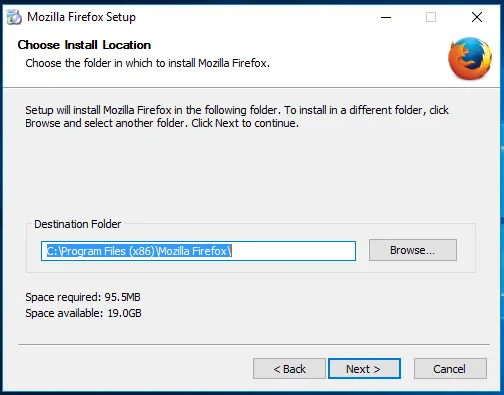 Mozilla Firefox Setup
Choose Install Location
Choose the folder in which to install Mozilla Firefox.
Setup will install Mozilla Firefox in the following folder. To install in a different folder, click
Browse and select another folder. Click Next to continue.
Destination Folder
C:\Program Files (x86)\Mozilla Firefox\
Browse...
Space required: 95.5MB
Space available: 19.0GB
< Back
Next >
Cancel